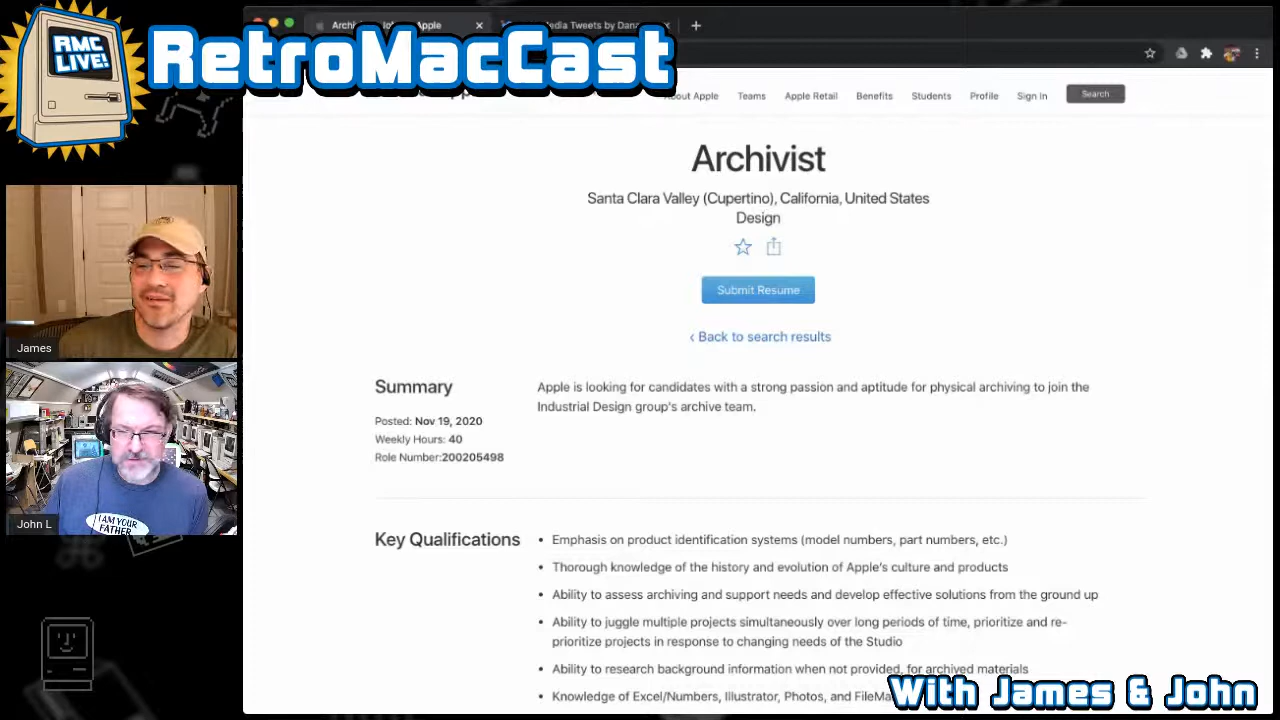 RMC
LIVE!
RetroMacCast
Apple
Media Tweets by Dana
About Apple
Teams
Apple Retail
Benefits
Students
Profile
Sign In
Search
Archivist
Santa Clara Valley (Cupertino), California, United States
Design
Submit Resume
‹ Back to search results
James
John L
I AM YOUR
FATHER
Summary
Posted: Nov 19, 2020
Weekly Hours: 40
Role Number:200205498
Apple is looking for candidates with a strong passion and aptitude for physical archiving to join the
Industrial Design group's archive team.
Key Qualifications
• Emphasis on product identification systems (model numbers, part numbers, etc.)
• Thorough knowledge of the history and evolution of Apple's culture and products
• Ability to assess archiving and support needs and develop effective solutions from the ground up
• Ability to juggle multiple projects simultaneously over long periods of time, prioritize and re-
prioritize projects in response to changing needs of the Studio
• Ability to research background information when not provided, for archived materials
• Knowledge of Excel/Numbers, Illustrator, Photos, and
With James & John